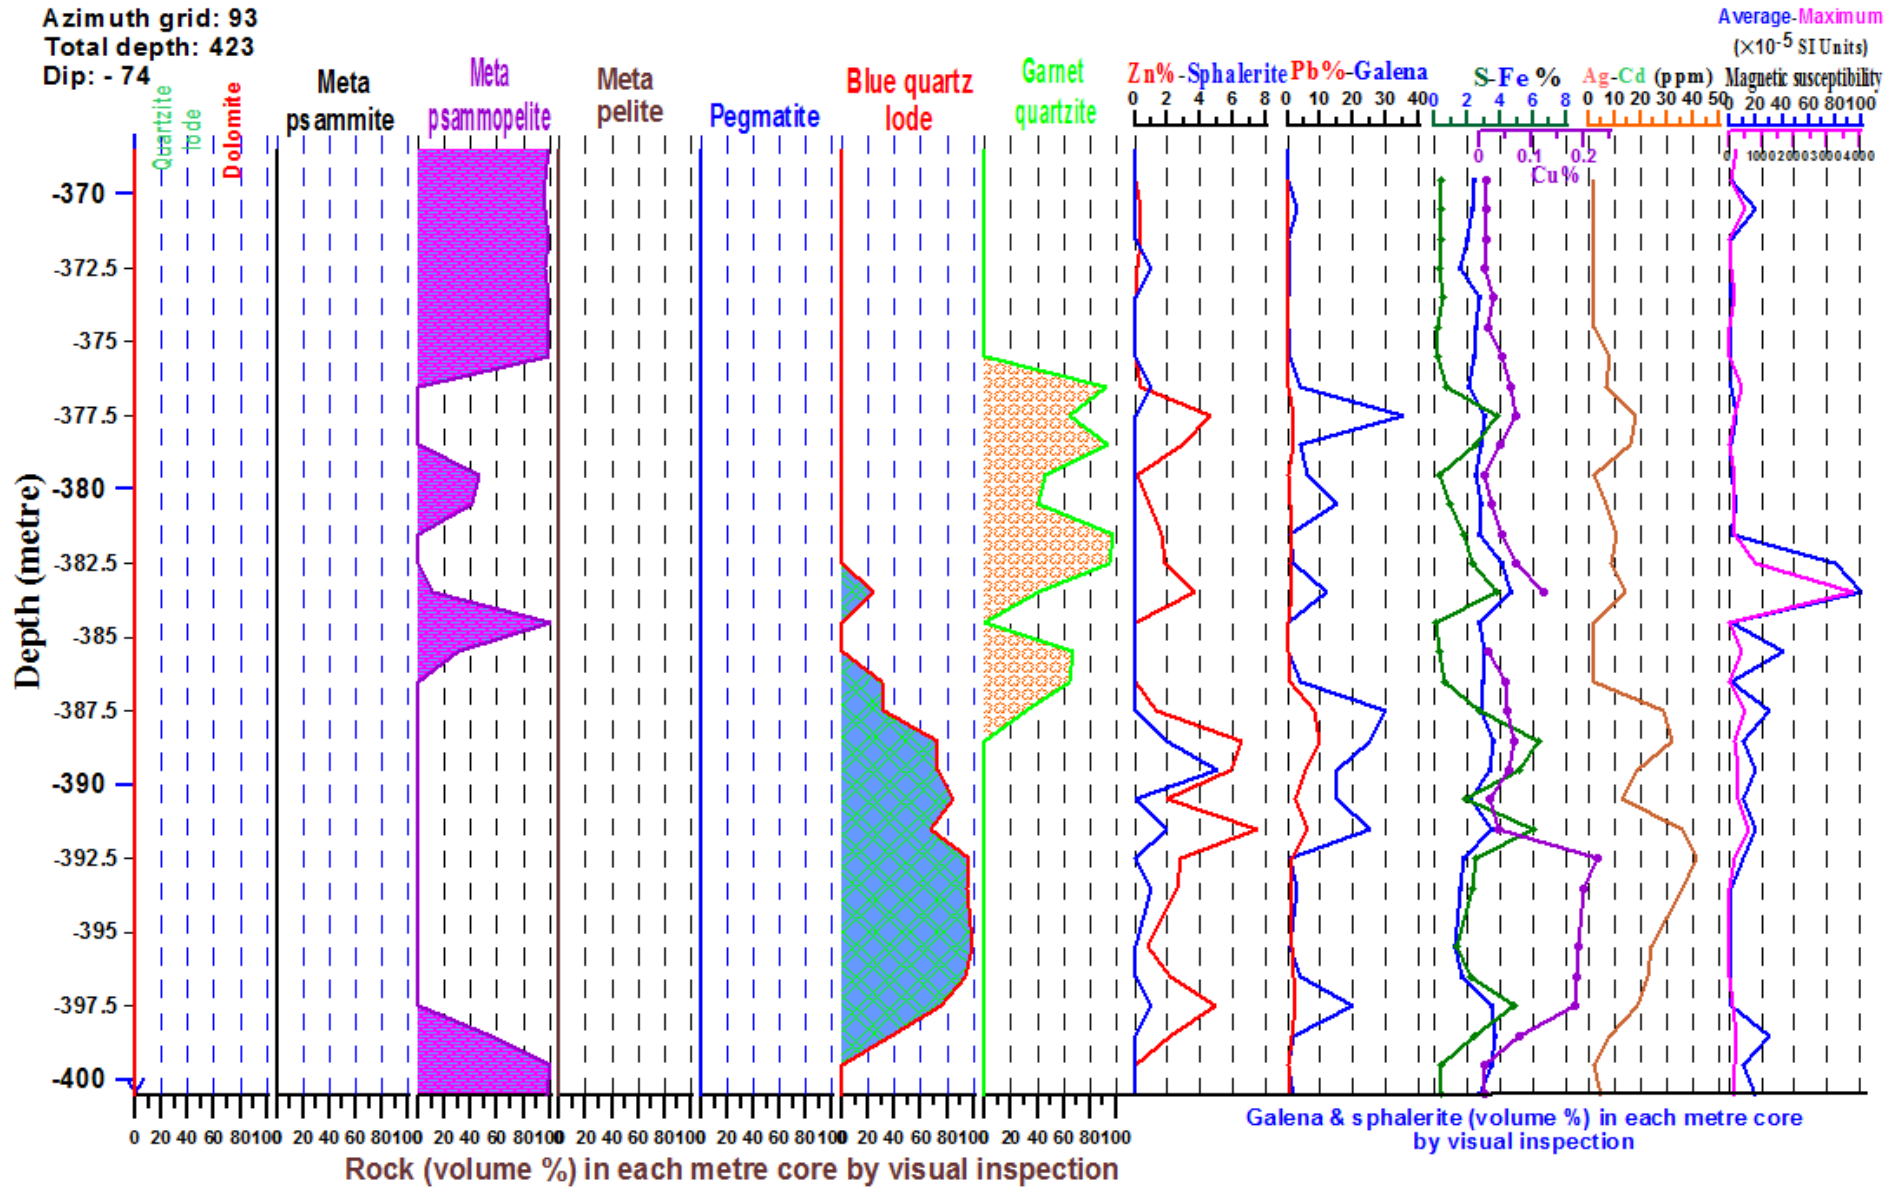 Azimuth grid: 93
Total depth: 423
Dip: - 74
Quartzite lode
Dolomite
Meta psammite
Meta psammopelite
Meta pelite
Pegmatite
Blue quartz lode
Garnet quartzite
Zn%-Sphalerite
0 2 4 6 8
Pb%-Galena
0 10 20 30 40
S-Fe %
0 2 4 6 8
0 0.1 0.2
Cu%
Ag-Cd (ppm)
0 10 20 30 40 50
Average-Maximum
(×10-5 SI Units)
Magnetic susceptibility
0 20 40 60 80 100
0 1000 2000 3000 4000
Depth (metre)
-370
-372.5
-375
-377.5
-380
-382.5
-385
-387.5
-390
-392.5
-395
-397.5
-400
0 20 40 60 80 100
20 40 60 80 100
20 40 60 80 100
0 20 40 60 80 100
20 40 60 80 100
0 20 40 60 80 100
20 40 60 80 100
Rock (volume %) in each metre core by visual inspection
Galena & sphalerite (volume %) in each metre core
by visual inspection